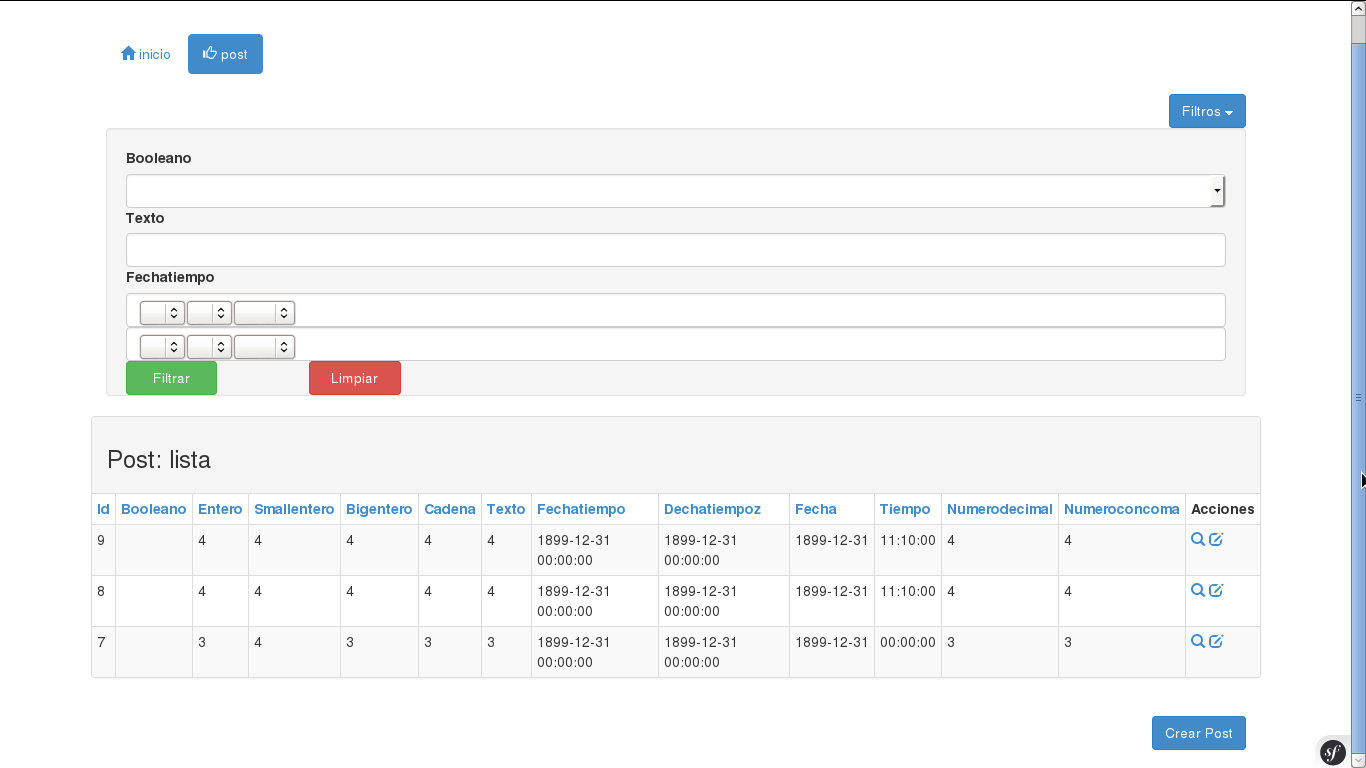 inicio post
Filtros
Booleano
Texto
Fechatiempo
Filtrar Limpiar
Post: lista
Id Booleano Entero Smallentero Bigentero Cadena Texto Fechatiempo Dechatiempoz Fecha Tiempo Numerodecimal Numeroconcoma Acciones
9 4 4 4 4 4 1899-12-31 1899-12-31 1899-12-31 11:10:00 4 4
00:00:00 00:00:00
8 4 4 4 4 4 1899-12-31 1899-12-31 1899-12-31 11:10:00 4 4
00:00:00 00:00:00
7 3 4 3 3 3 1899-12-31 1899-12-31 1899-12-31 00:00:00 3 3
00:00:00 00:00:00
Crear Post
sf